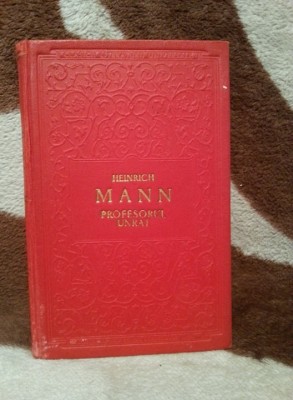 HEINRICH
MANN
PROFESORUL
UNRAT